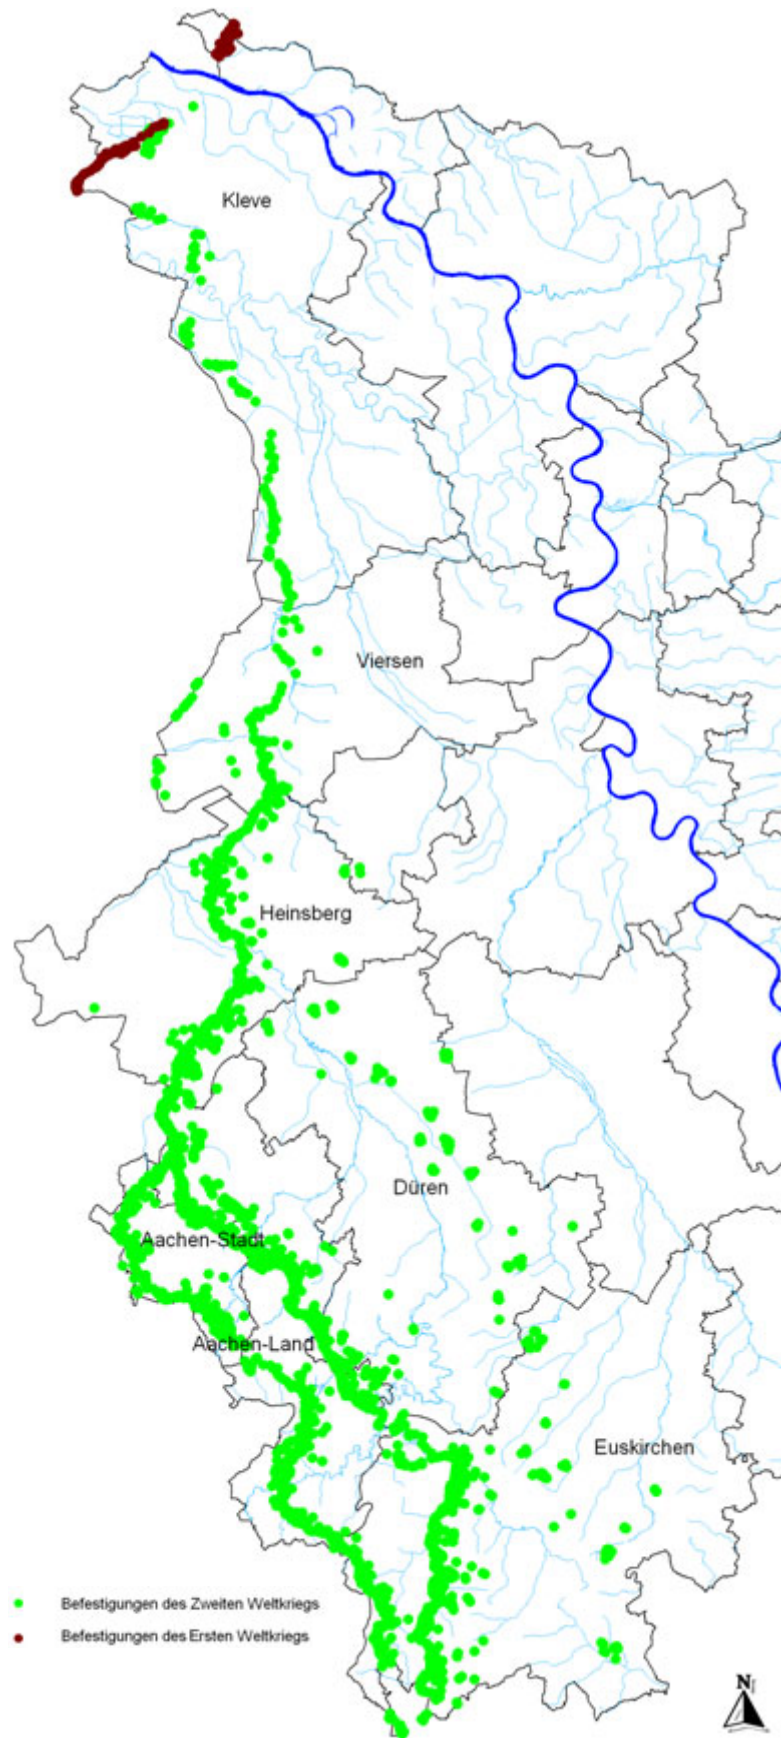 Kleve
Viersen
Heinsberg
Düren
Aachen-Stadt
Aachen-Land
Euskirchen
Befestigungen des Zweiten Weltkriegs
Befestigungen des Ersten Weltkriegs
N